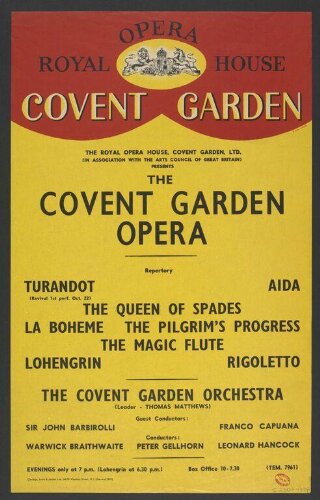 OPERA
ROYAL HOUSE
COVENT GARDEN
THE ROYAL OPERA HOUSE, COVENT GARDEN, LTD.
(IN ASSOCIATION WITH THE ARTS COUNCIL OF GREAT BRITAIN)
PRESENTS
THE
COVENT GARDEN
OPERA
Repertory
TURANDOT AIDA
(Revival 1st perf. Oct. 22)
THE QUEEN OF SPADES
LA BOHEME THE PILGRIM'S PROGRESS
THE MAGIC FLUTE
LOHENGRIN RIGOLETTO
THE COVENT GARDEN ORCHESTRA
(Leader - THOMAS MATTHEWS)
Guest Conductors:
SIR JOHN BARBIROLLI FRANCO CAPUANA
Conductors:
WARWICK BRAITHWAITE PETER GELLHORN LEONARD HANCOCK
EVENINGS only at 7 p.m. (Lohengrin at 6.30 p.m.) Box Office 10-7.30 (TEM. 7961)